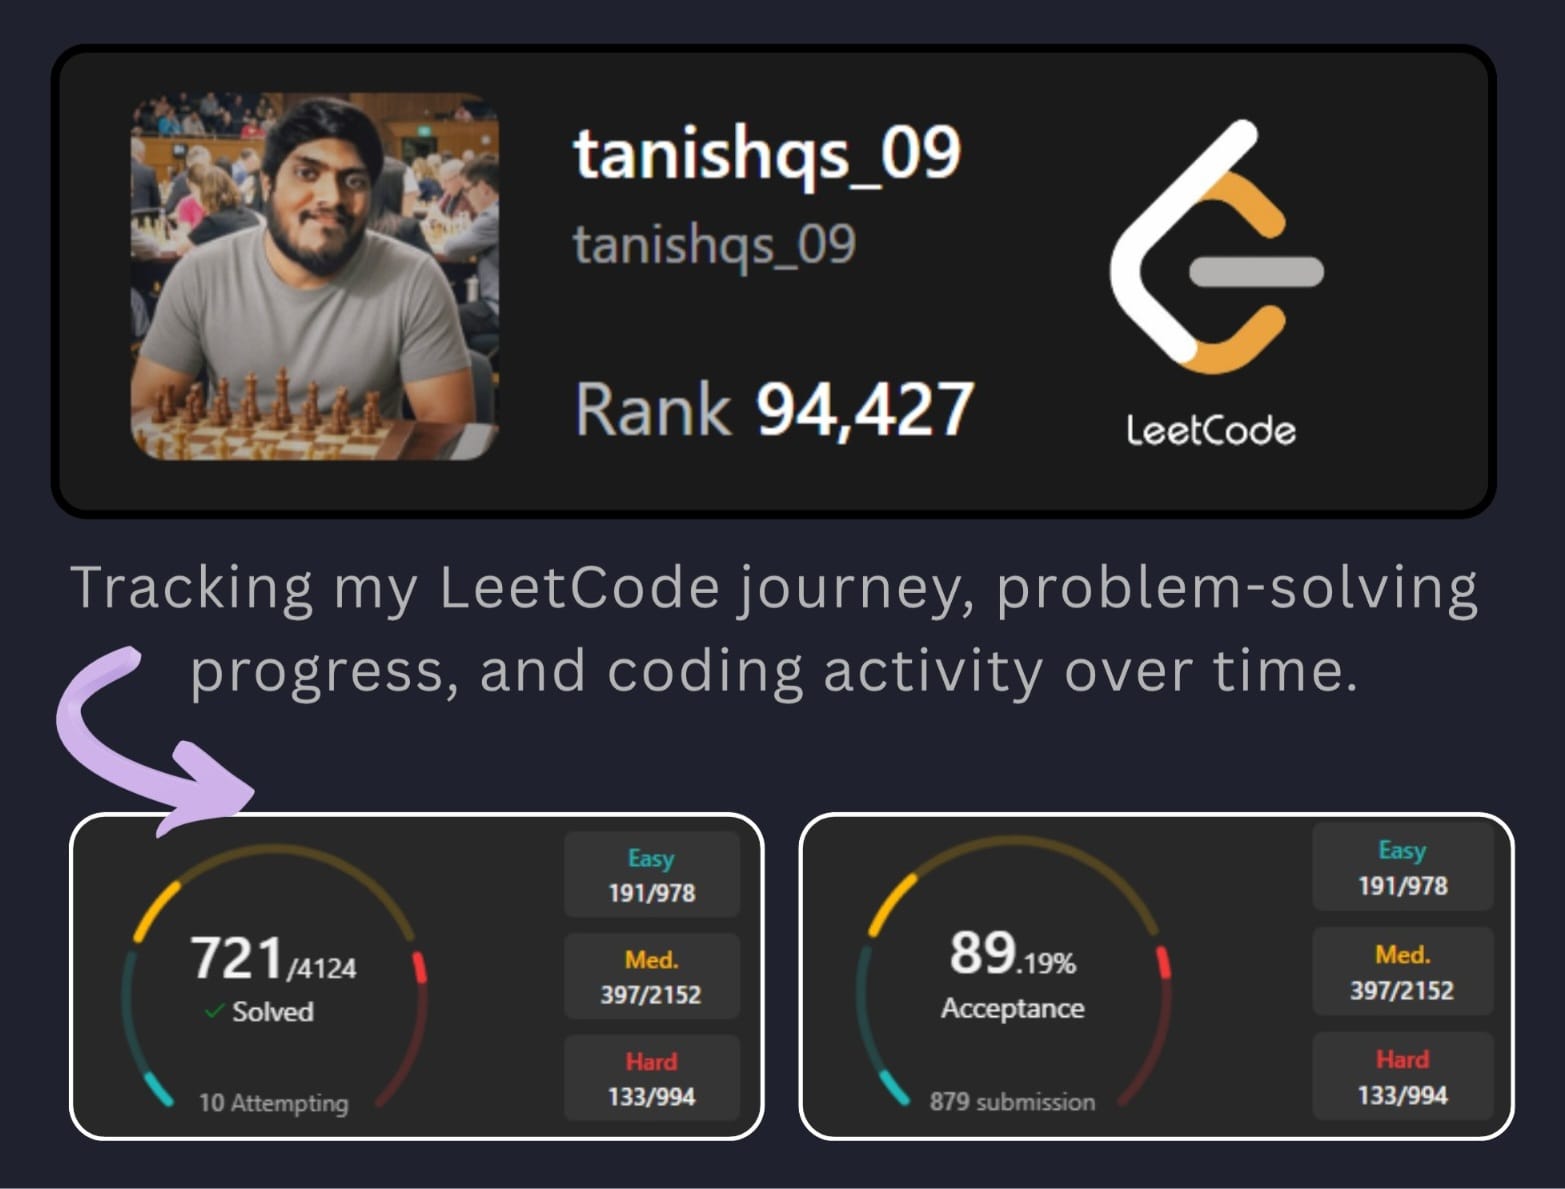 tanishqs_09
tanishqs_09
Rank 94,427
LeetCode
Tracking my LeetCode journey, problem-solving
progress, and coding activity over time.
721/4124
Solved
10 Attempting
Easy
191/978
Med.
397/2152
Hard
133/994
89.19%
Acceptance
879 submission
Easy
191/978
Med.
397/2152
Hard
133/994